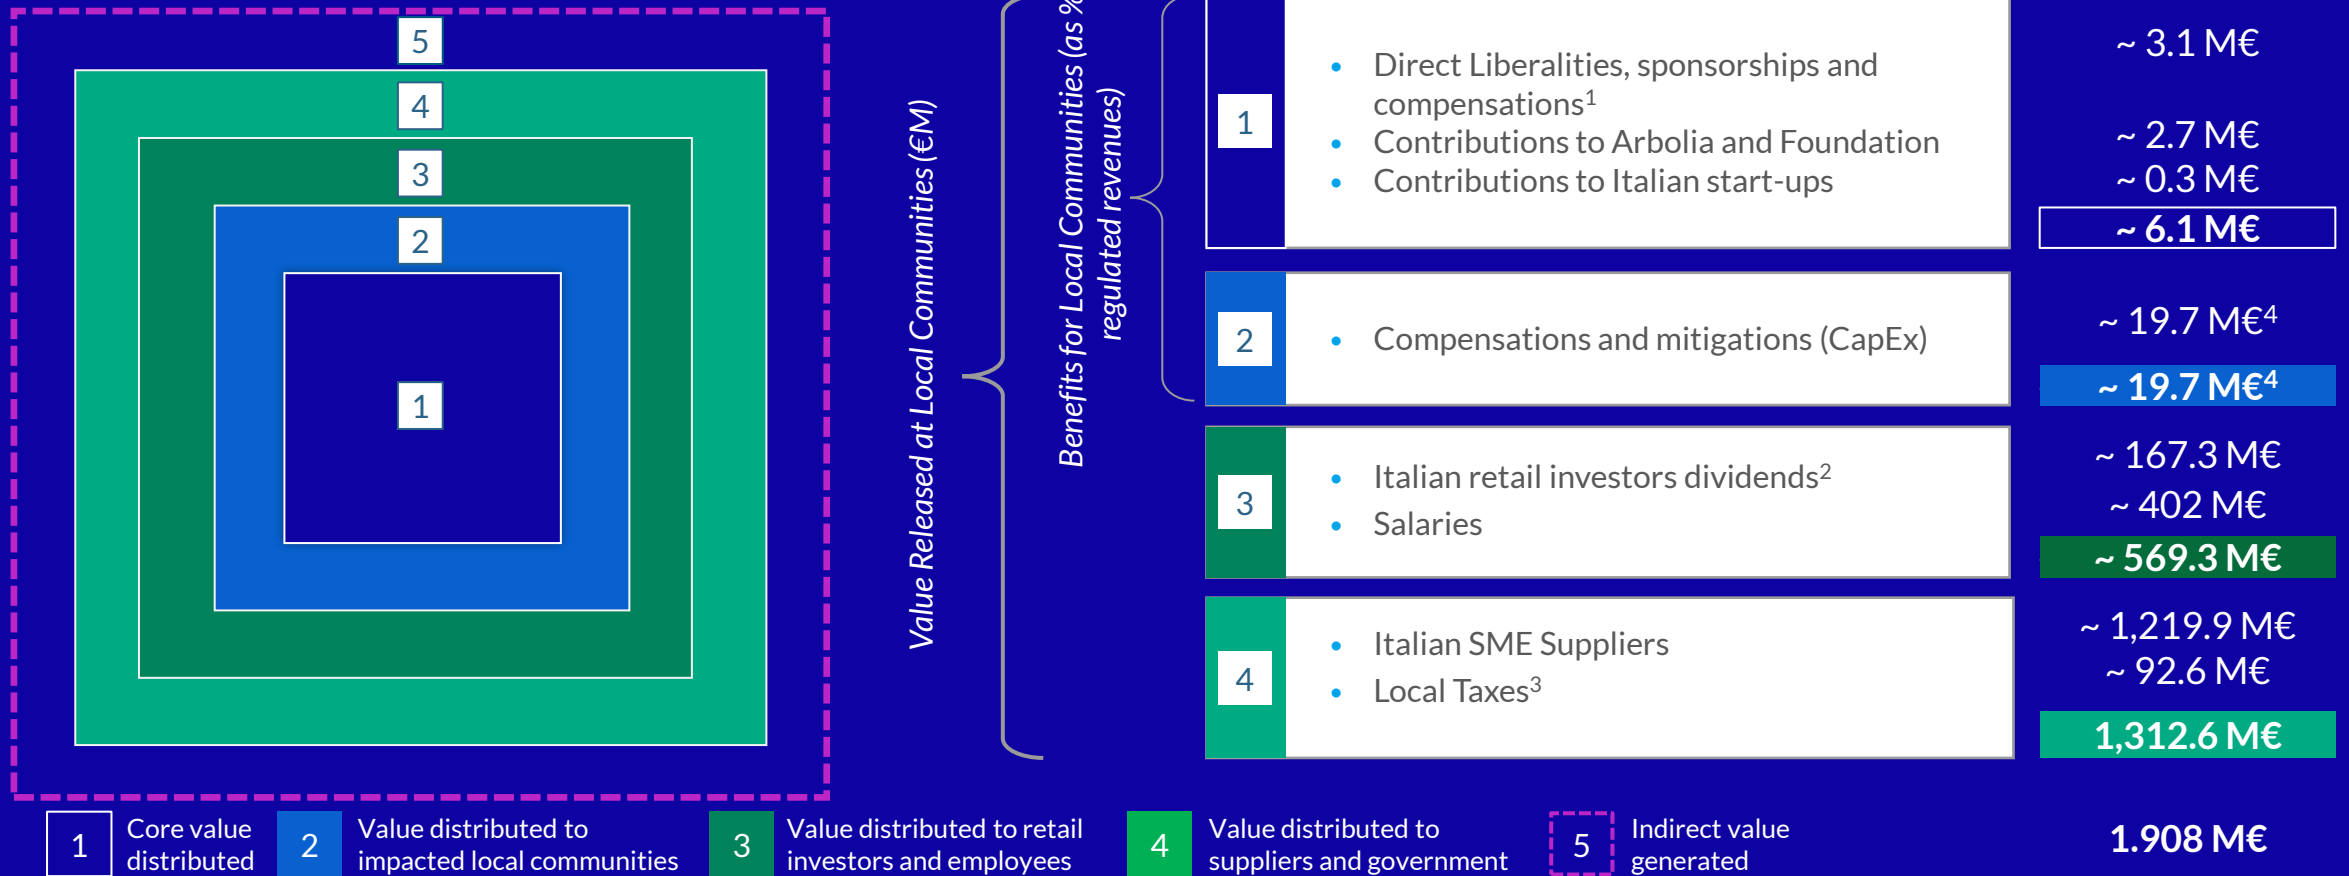 5
4
3
2
1
Value Released at Local Communities (€M)
Benefits for Local Communities (as %
regulated revenues)
1
• Direct Liberalities, sponsorships and
compensations¹
• Contributions to Arbolia and Foundation
• Contributions to Italian start-ups
~ 3.1 M€
~ 2.7 M€
~ 0.3 M€
~ 6.1 M€
2
• Compensations and mitigations (CapEx)
~ 19.7 M€⁴
~ 19.7 M€⁴
3
• Italian retail investors dividends²
• Salaries
~ 167.3 M€
~ 402 M€
~ 569.3 M€
4
• Italian SME Suppliers
• Local Taxes³
~ 1,219.9 M€
~ 92.6 M€
1,312.6 M€
1 Core value
distributed
2 Value distributed to
impacted local communities
3 Value distributed to retail
investors and employees
4 Value distributed to
suppliers and government
5 Indirect value
generated
1.908 M€